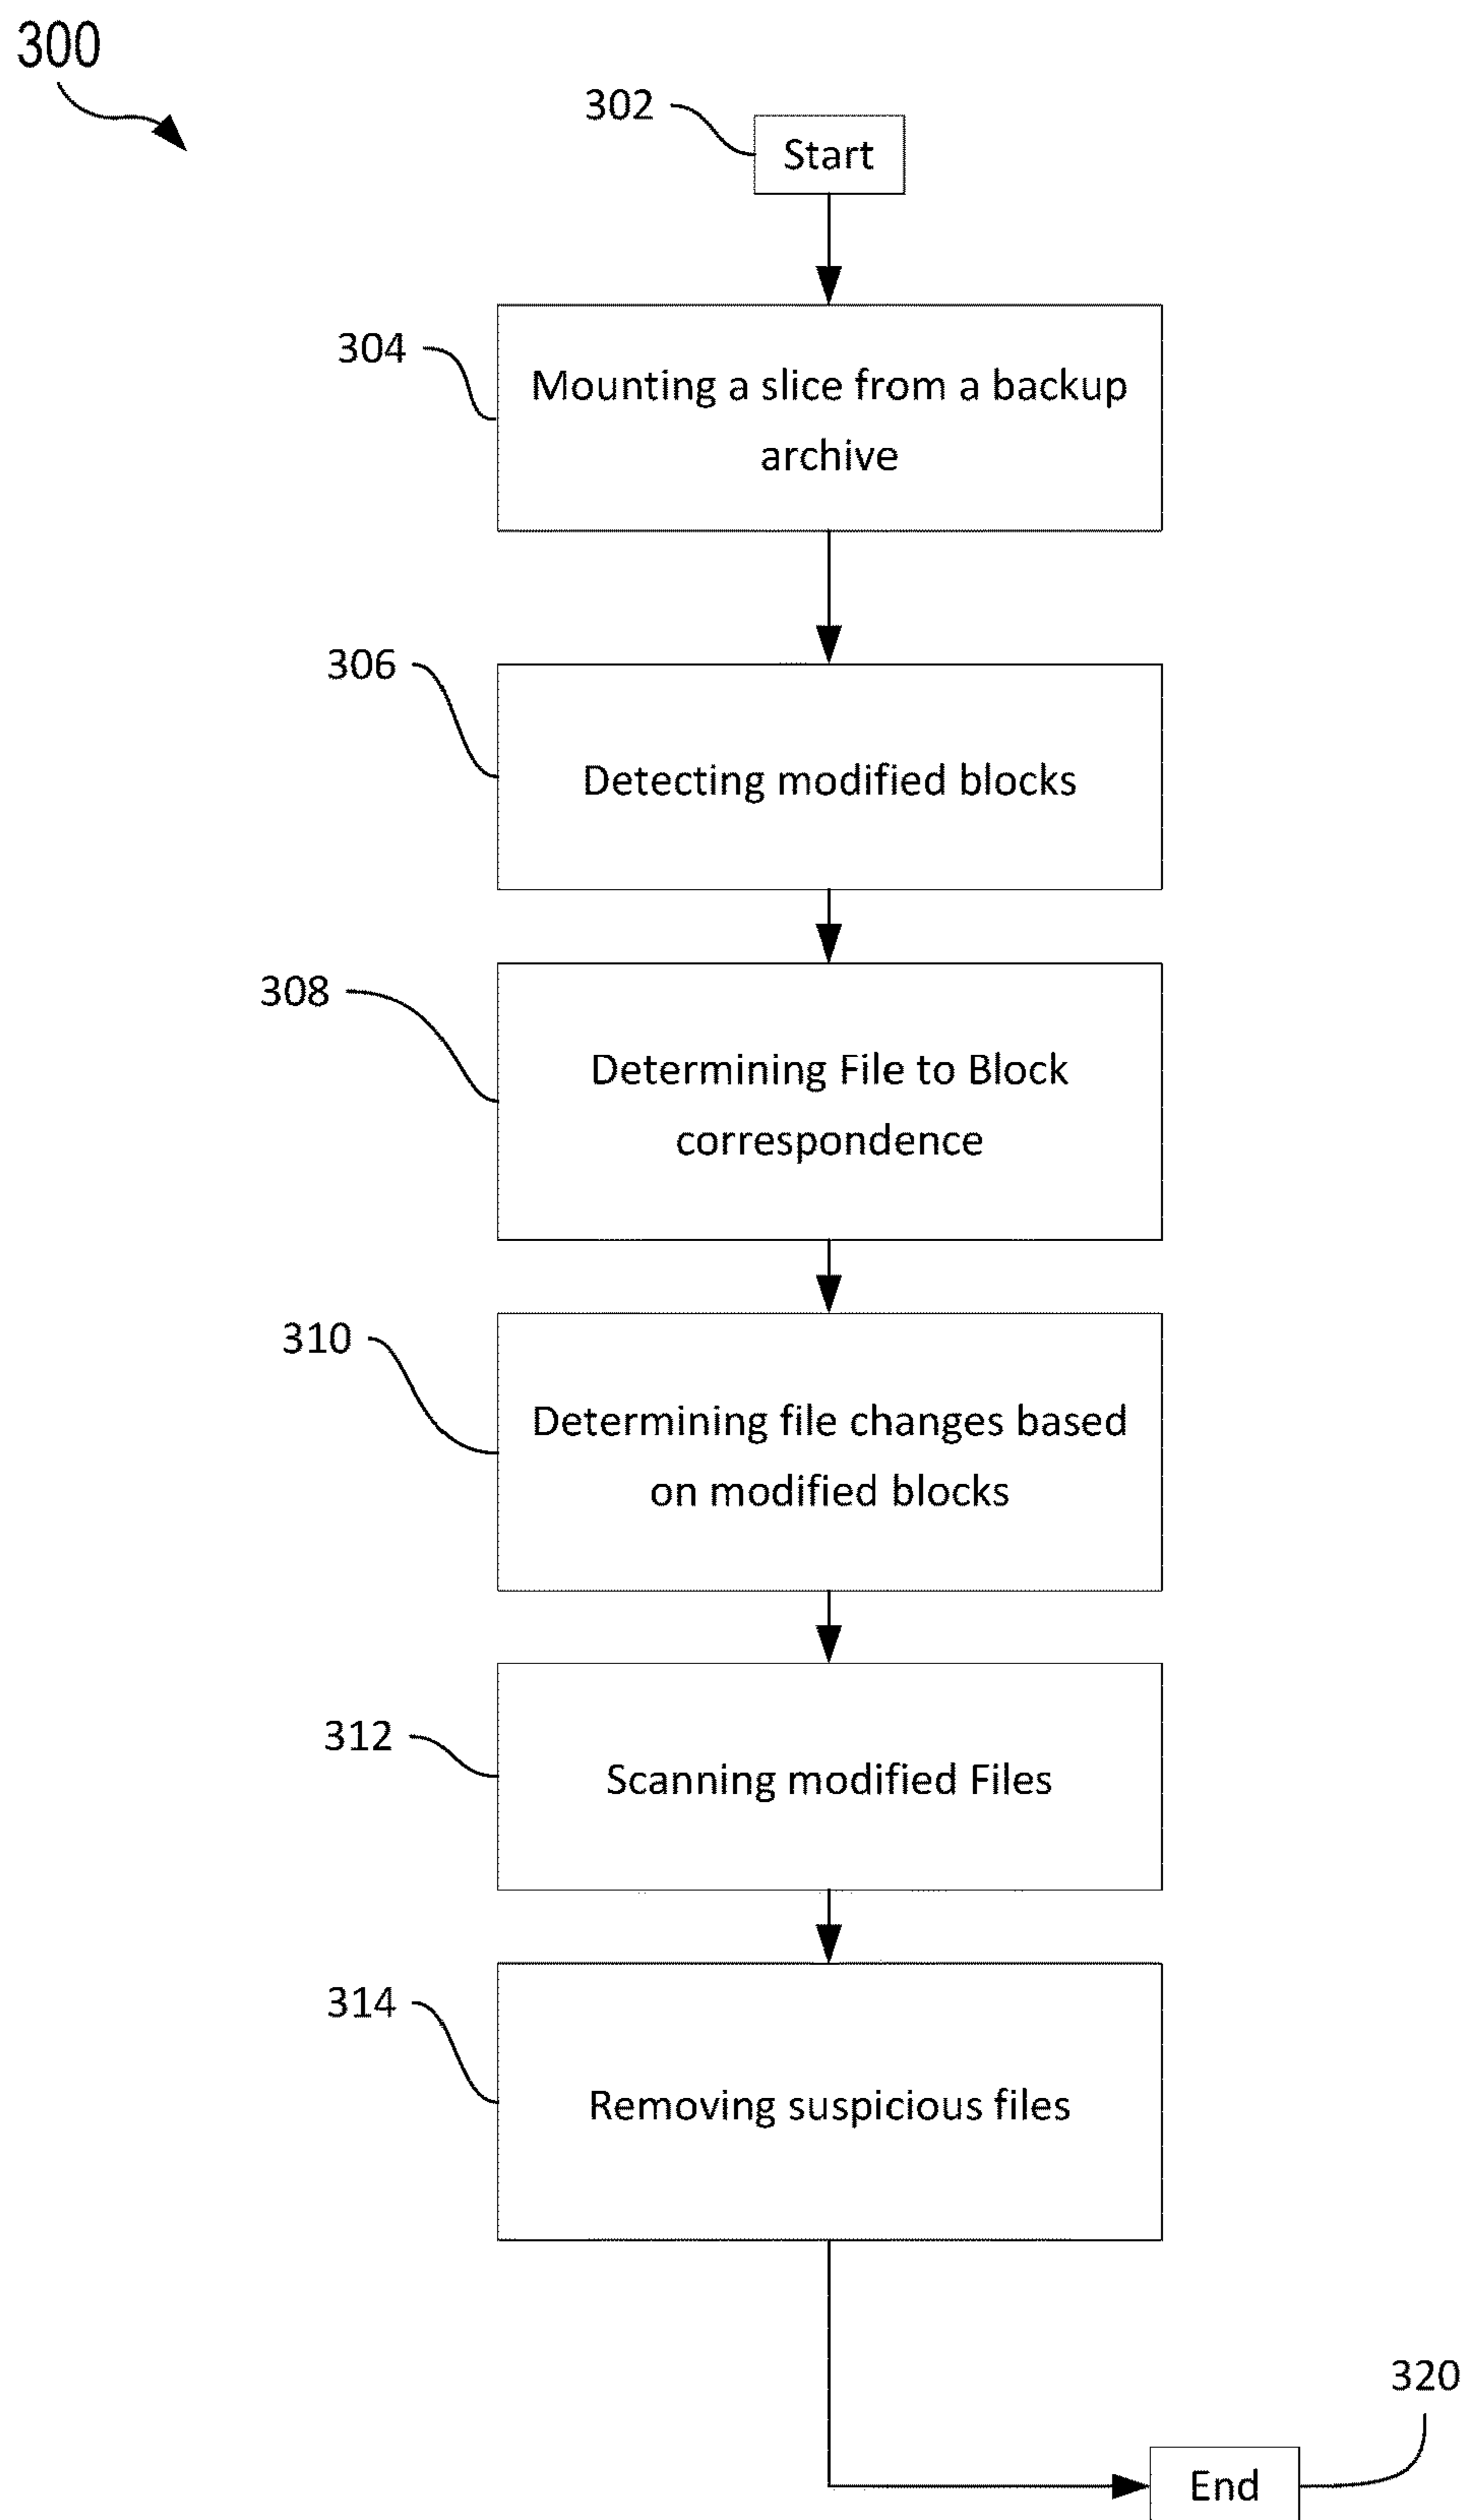 300
302
Start
304
Mounting a slice from a backup
archive
306
Detecting modified blocks
308
Determining File to Block
correspondence
310
Determining file changes based
on modified blocks
312
Scanning modified Files
314
Removing suspicious files
320
End